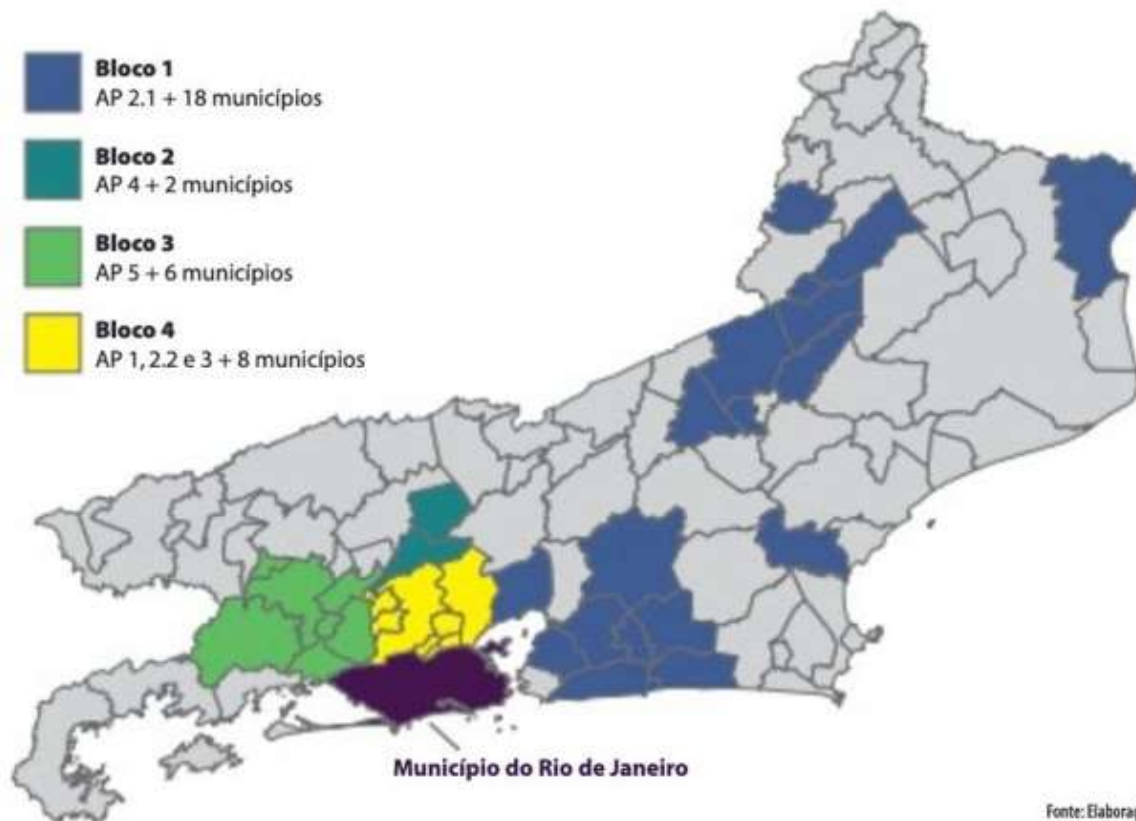 Bloco 1
AP 2.1 + 18 municípios
Bloco 2
AP 4 + 2 municípios
Bloco 3
AP 5 + 6 municípios
Bloco 4
AP 1, 2.2 e 3 + 8 municípios
Município do Rio de Janeiro
Fonte: